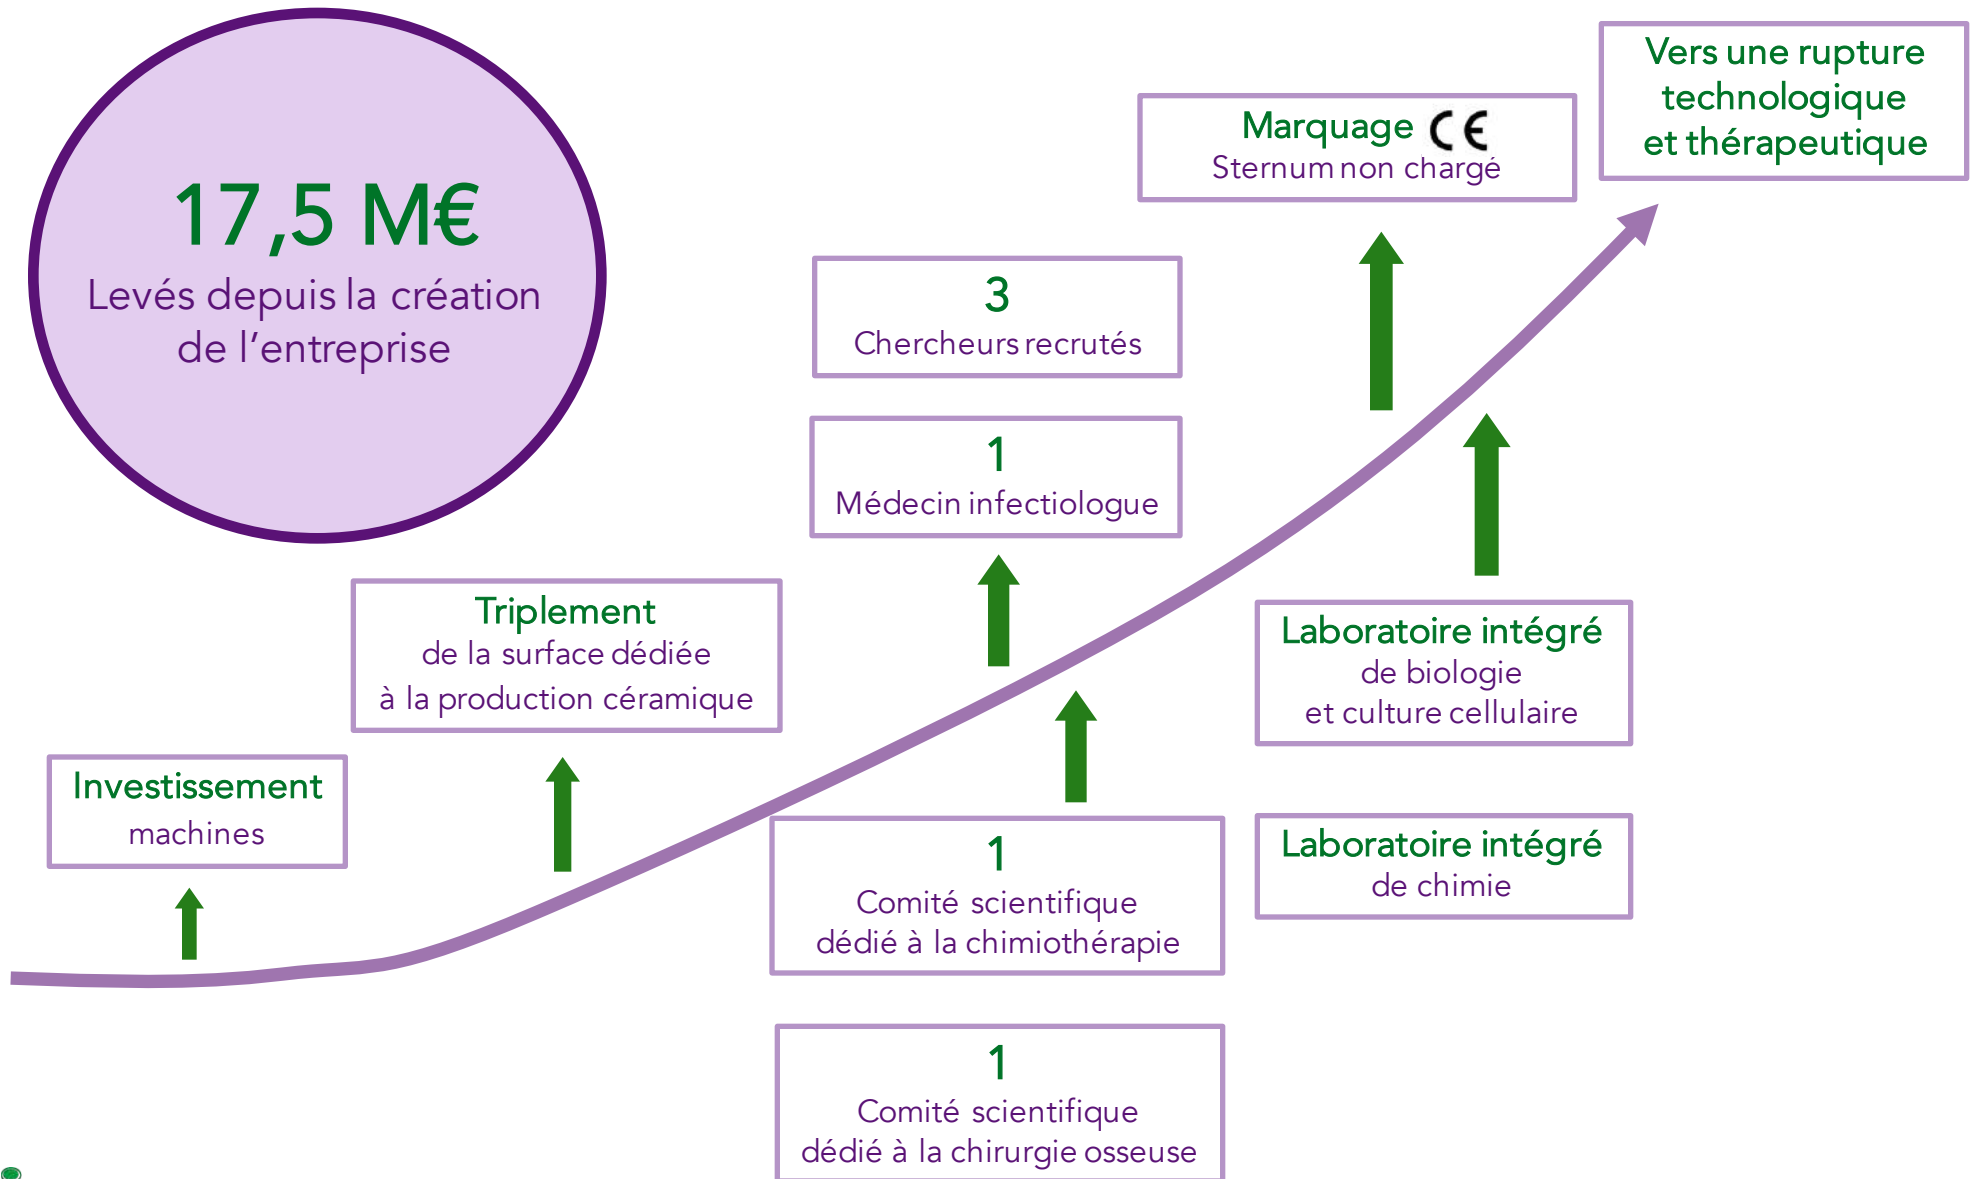 17,5 M€
Levés depuis la création
de l’entreprise
Investissement
machines
Triplement
de la surface dédiée
à la production céramique
3
Chercheurs recrutés
1
Médecin infectiologue
1
Comité scientifique
dédié à la chimiothérapie
1
Comité scientifique
dédié à la chirurgie osseuse
Marquage CE
Sternum non chargé
Laboratoire intégré
de biologie
et culture cellulaire
Laboratoire intégré
de chimie
Vers une rupture
technologique
et thérapeutique